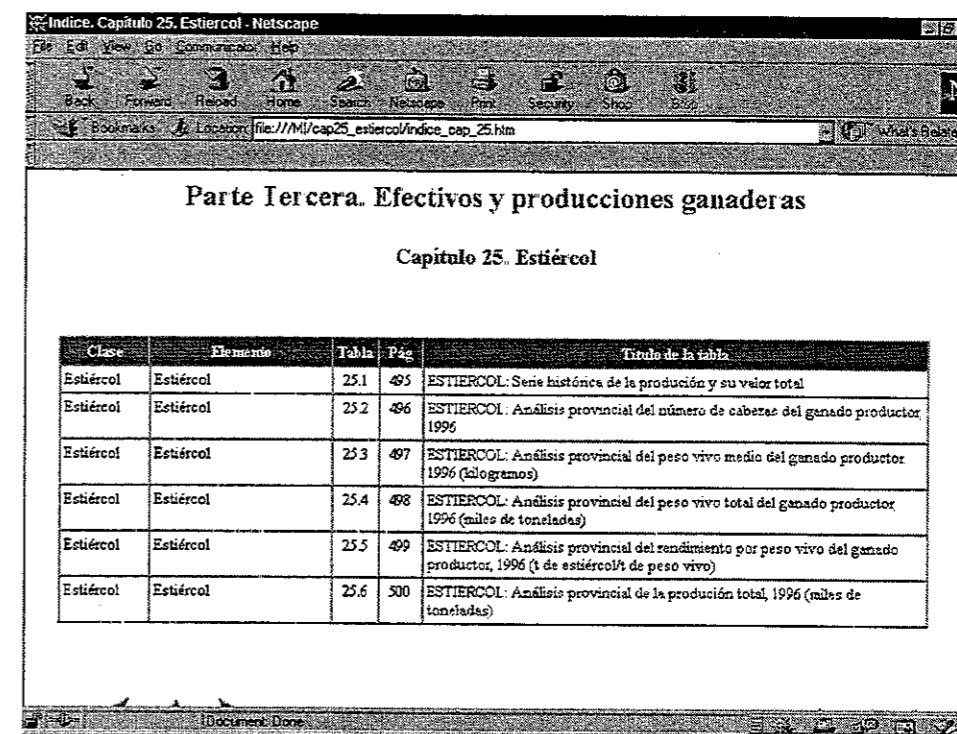 Indice. Capítulo 25. Estiercol - Netscape
File Edit View Go Communicator Help
Back Forward Reload Home Search Netscape Print Security Shop Stop
Bookmarks Location: file:///M|/cap25_estiercol/indice_cap_25.htm What's Relate
Parte Tercera. Efectivos y producciones ganaderas
Capítulo 25. Estiércol
Clase Elemento Tabla Pág Título de la tabla
Estiércol Estiércol 25.1 495 ESTIERCOL: Serie histórica de la produción y su valor total
Estiércol Estiércol 25.2 496 ESTIERCOL: Análisis provincial del número de cabezas del ganado productor,
1996
Estiércol Estiércol 25.3 497 ESTIERCOL: Análisis provincial del peso vivo medio del ganado productor
1996 (kilogramos)
Estiércol Estiércol 25.4 498 ESTIERCOL: Análisis provincial del peso vivo total del ganado productor,
1996 (miles de toneladas)
Estiércol Estiércol 25.5 499 ESTIERCOL: Análisis provincial del rendimiento por peso vivo del ganado
productor, 1996 (t de estiércol/t de peso vivo)
Estiércol Estiércol 25.6 500 ESTIERCOL: Análisis provincial de la produción total, 1996 (miles de
toneladas)
Document: Done